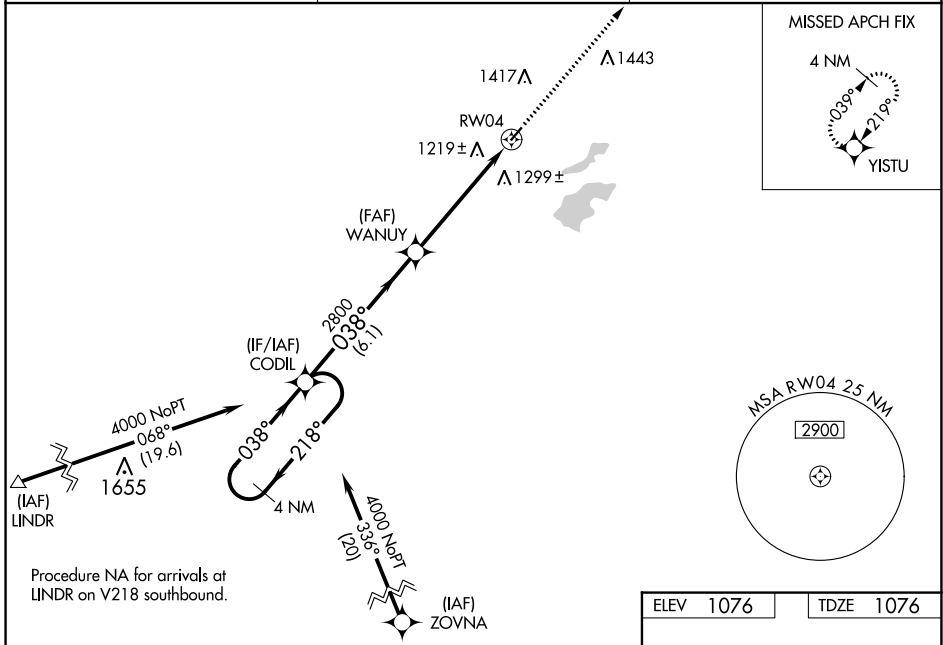 MISSED APCH FIX
4 NM
039°
219°
YISTU
1443
1417
RW04
1219±
1299±
(FAF)
WANUY
2800
038°
(6.1)
(IF/IAF)
CODIL
038°
218°
4 NM
4000 NoPT
068°
(19.6)
1655
(IAF)
LINDR
4000 NoPT
336°
(20)
(IAF)
ZOVNA
MSA RW04 25 NM
2900
Procedure NA for arrivals at
LINDR on V218 southbound.
ELEV 1076
TDZE 1076